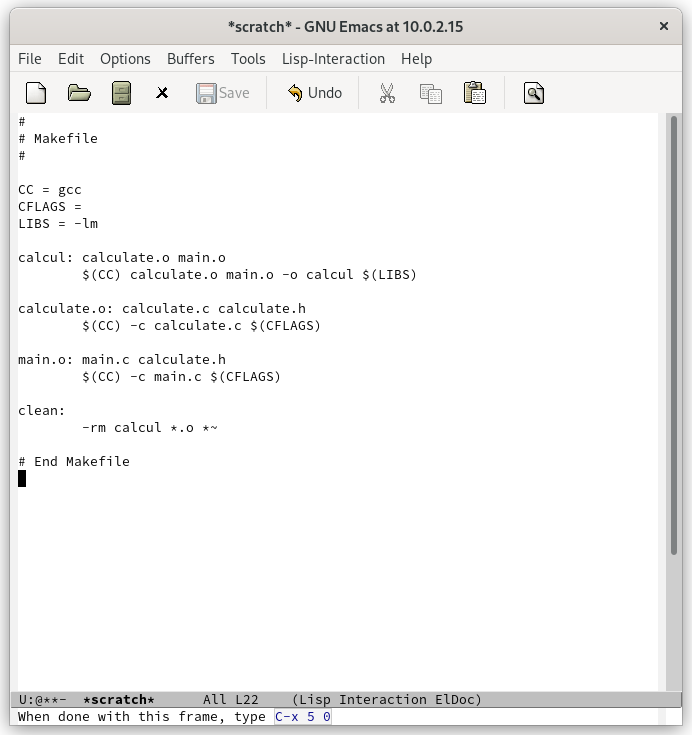 *scratch* - GNU Emacs at 10.0.2.15
File Edit Options Buffers Tools Lisp-Interaction Help
Save Undo
#
# Makefile
#
CC = gcc
CFLAGS =
LIBS = -lm
calcul: calculate.o main.o
        $(CC) calculate.o main.o -o calcul $(LIBS)
calculate.o: calculate.c calculate.h
        $(CC) -c calculate.c $(CFLAGS)
main.o: main.c calculate.h
        $(CC) -c main.c $(CFLAGS)
clean:
        -rm calcul *.o *~
# End Makefile
U:@**-  *scratch*      All L22    (Lisp Interaction ElDoc)
When done with this frame, type C-x 5 0